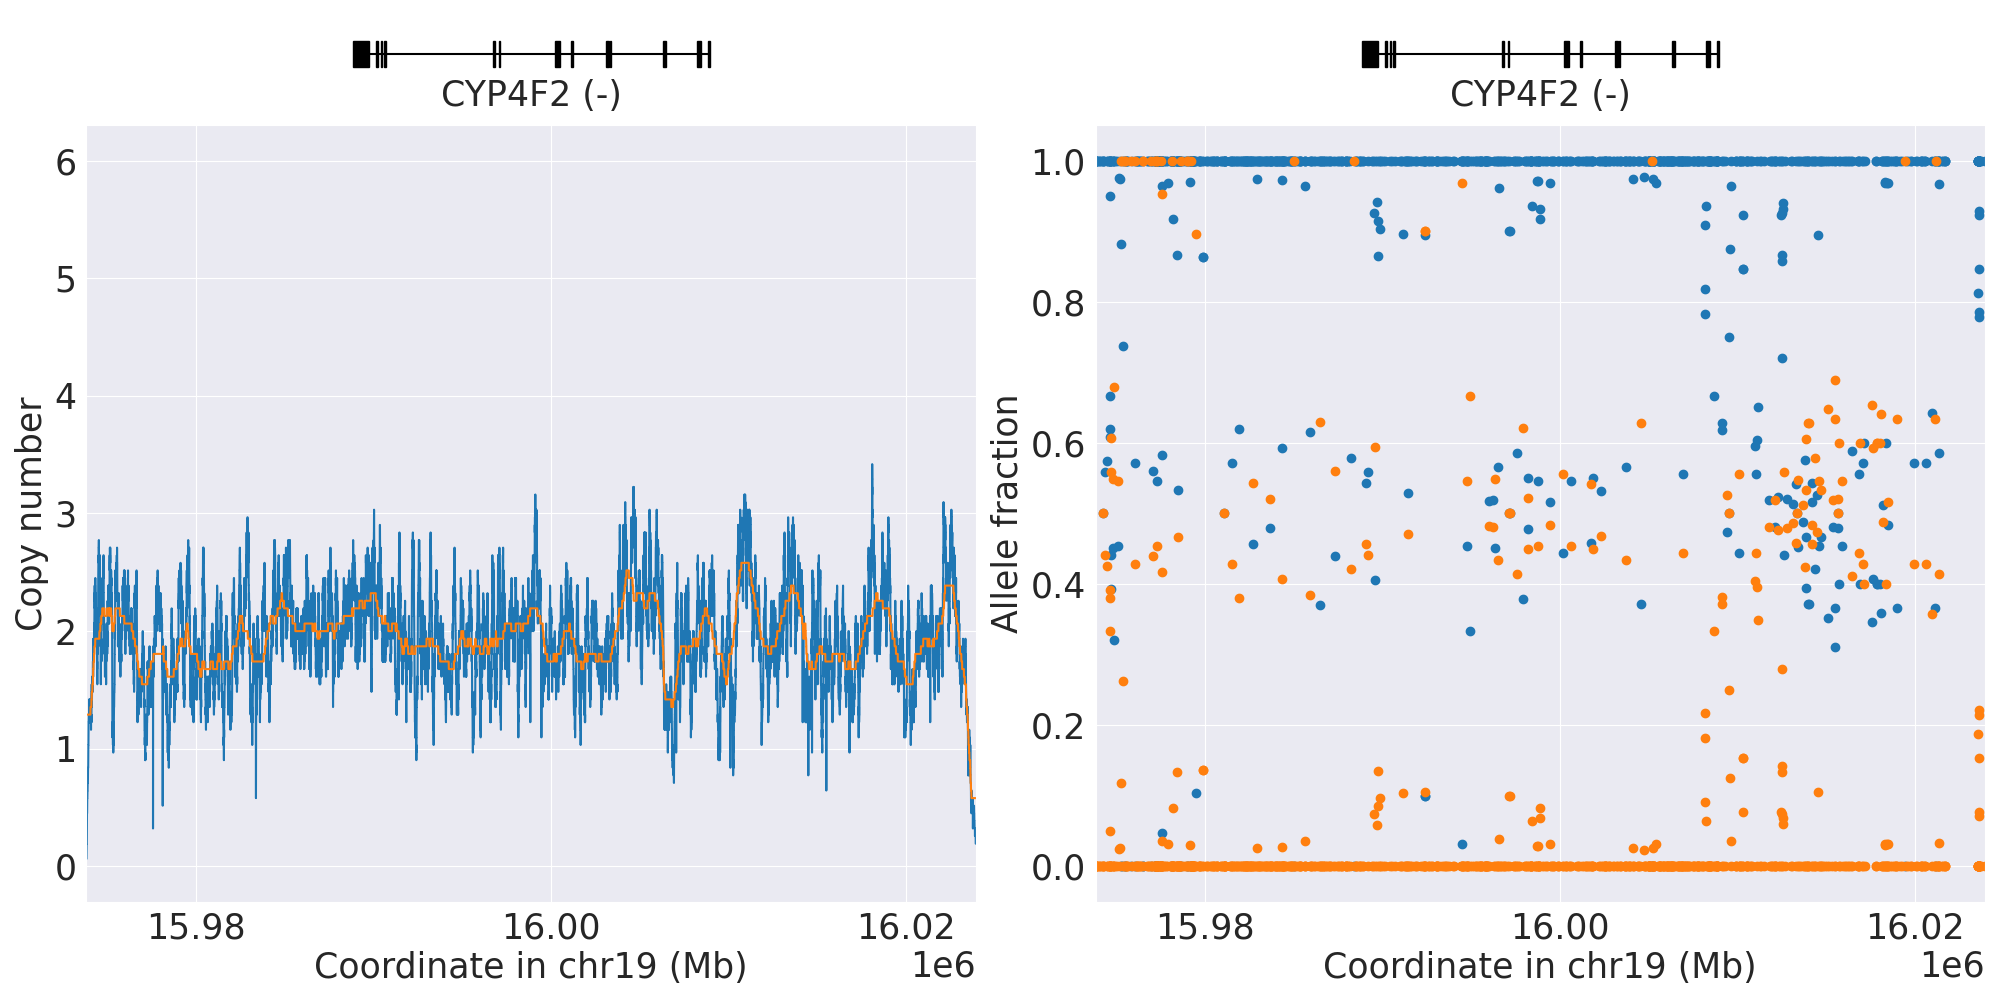 CYP4F2 (-)
CYP4F2 (-)
Copy number
6
5
4
3
2
1
0
15.98
16.00
16.02
Coordinate in chr19 (Mb)
1e6
Allele fraction
1.0
0.8
0.6
0.4
0.2
0.0
15.98
16.00
16.02
Coordinate in chr19 (Mb)
1e6